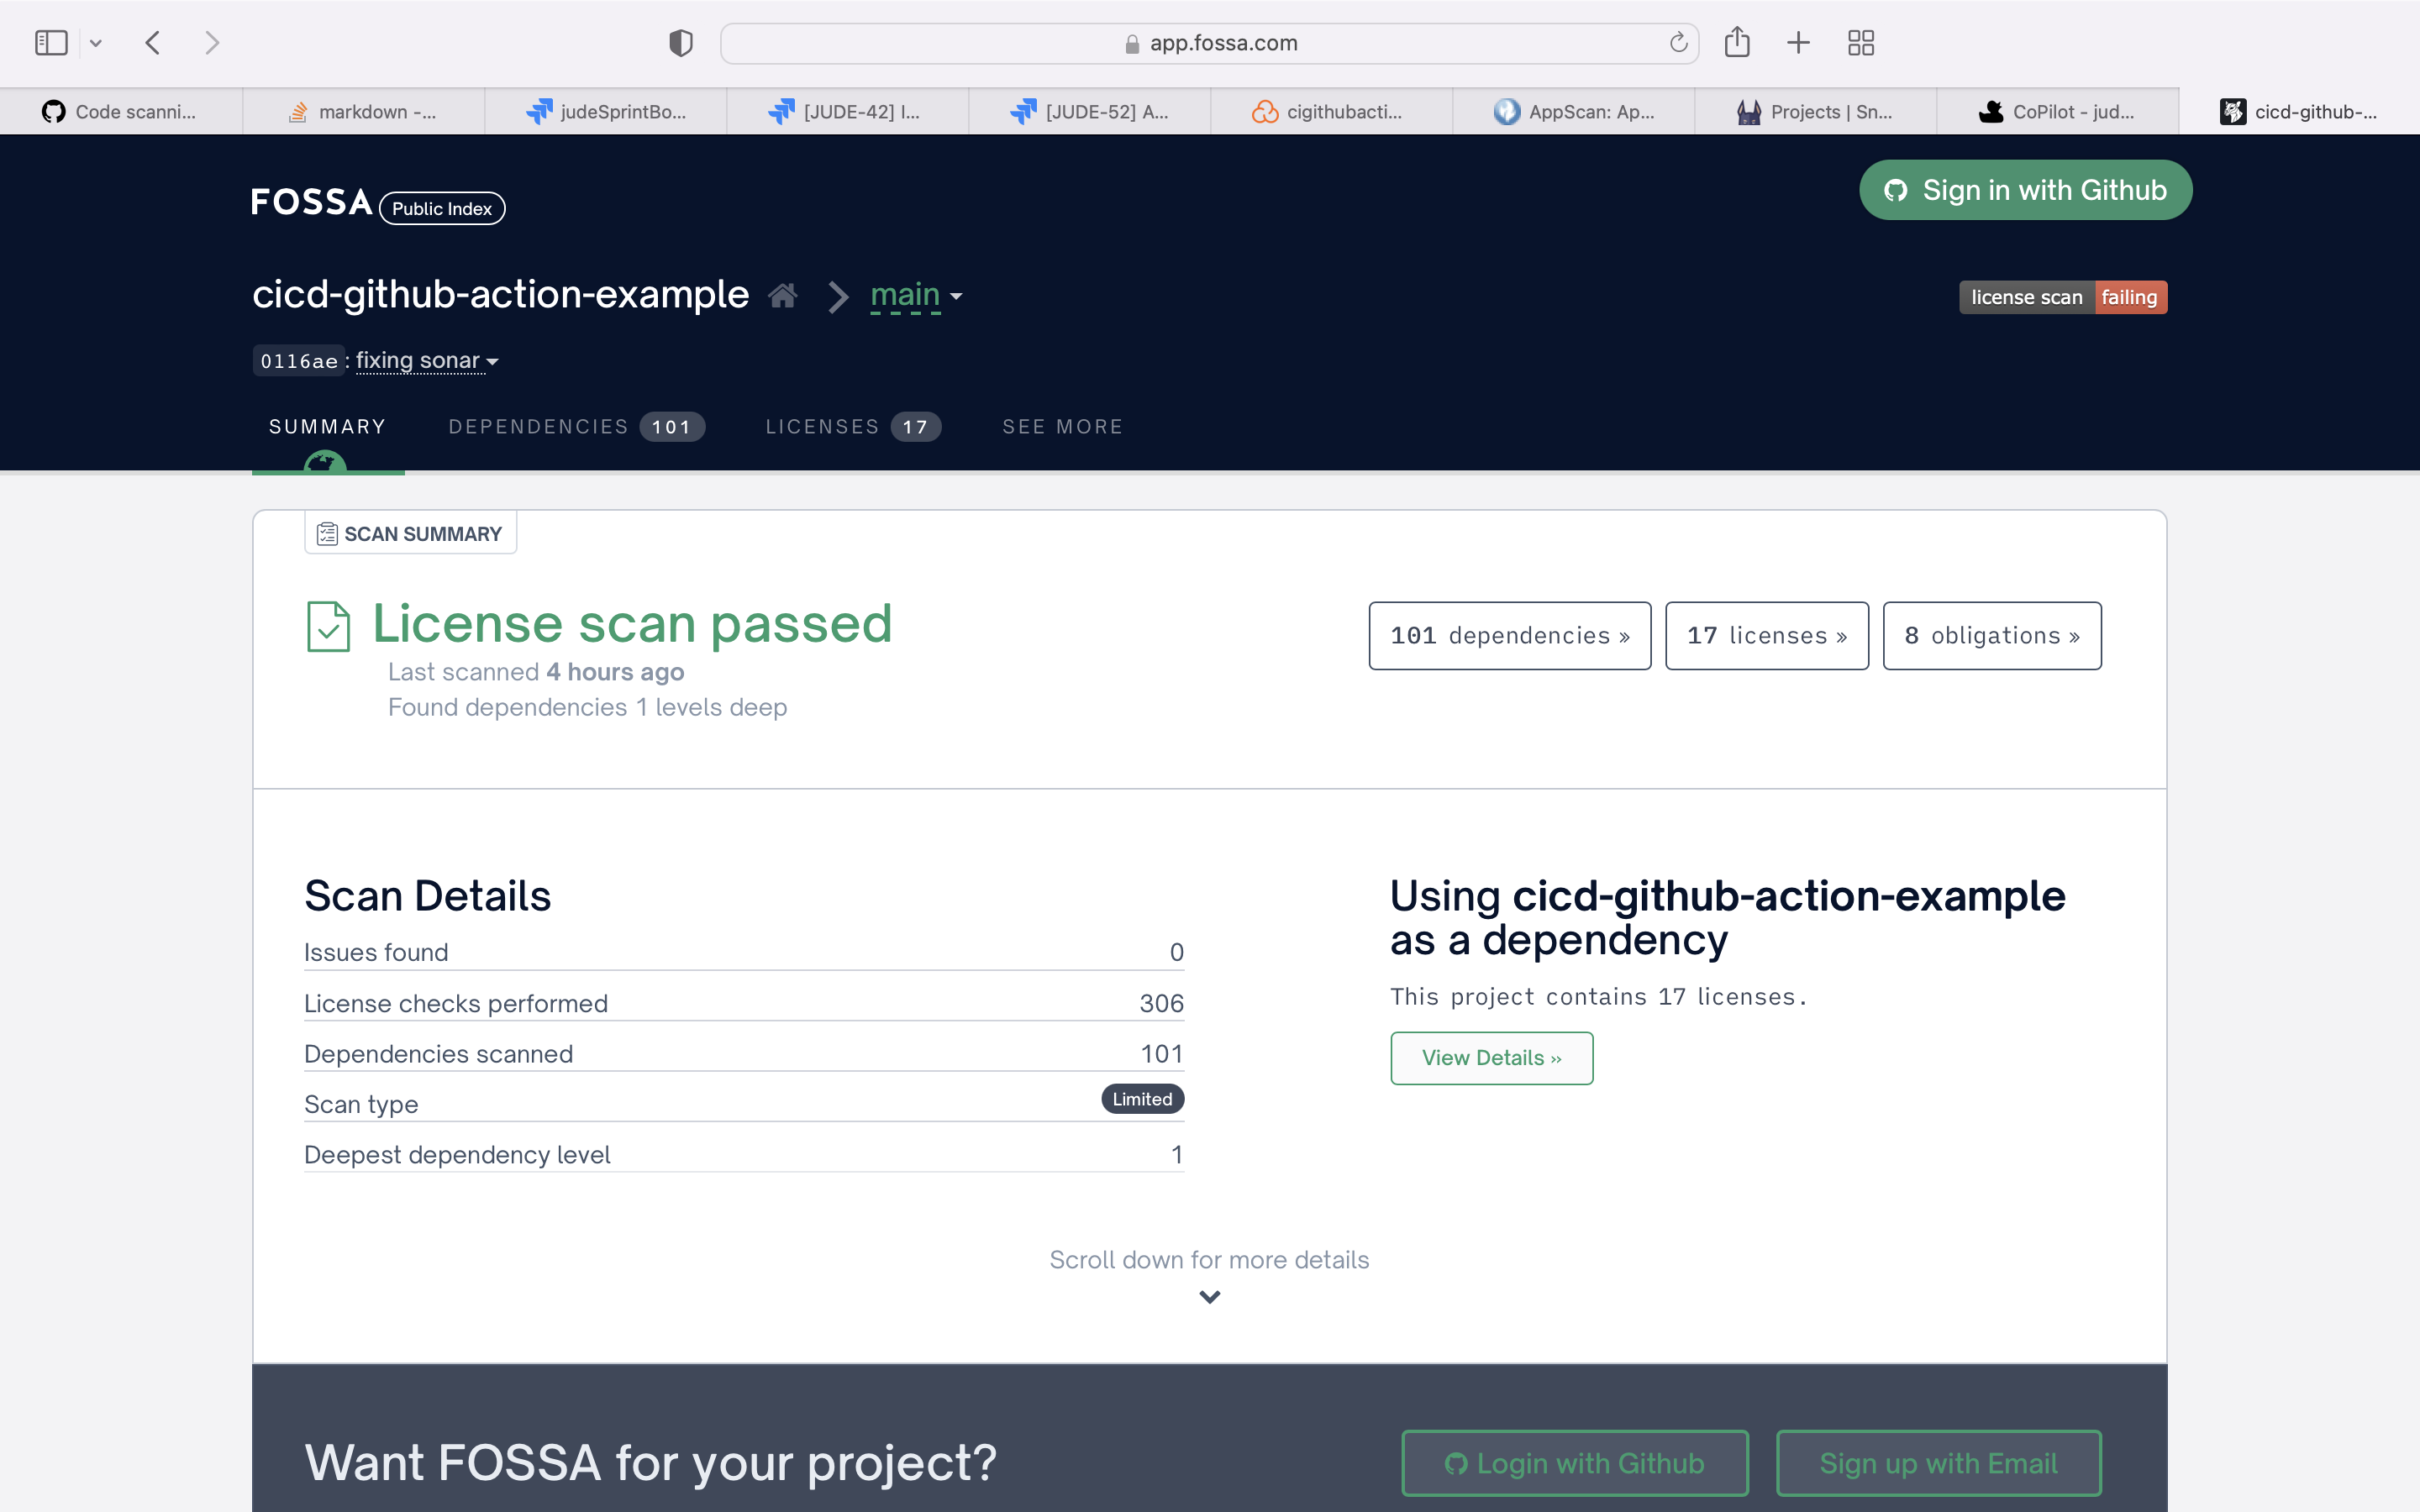 app.fossa.com
Code scanni...
markdown -...
judeSprintBo...
[JUDE-42] I...
[JUDE-52] A...
cigithubacti...
AppScan: Ap...
Projects | Sn...
CoPilot - jud...
cicd-github-...
FOSSA Public Index
Sign in with Github
cicd-github-action-example main
license scan failing
0116ae: fixing sonar
SUMMARY
DEPENDENCIES 101
LICENSES 17
SEE MORE
SCAN SUMMARY
License scan passed
Last scanned 4 hours ago
Found dependencies 1 levels deep
101 dependencies »
17 licenses »
8 obligations »
Scan Details
Issues found 0
License checks performed 306
Dependencies scanned 101
Scan type Limited
Deepest dependency level 1
Using cicd-github-action-example
as a dependency
This project contains 17 licenses.
View Details »
Scroll down for more details
Want FOSSA for your project?
Login with Github
Sign up with Email